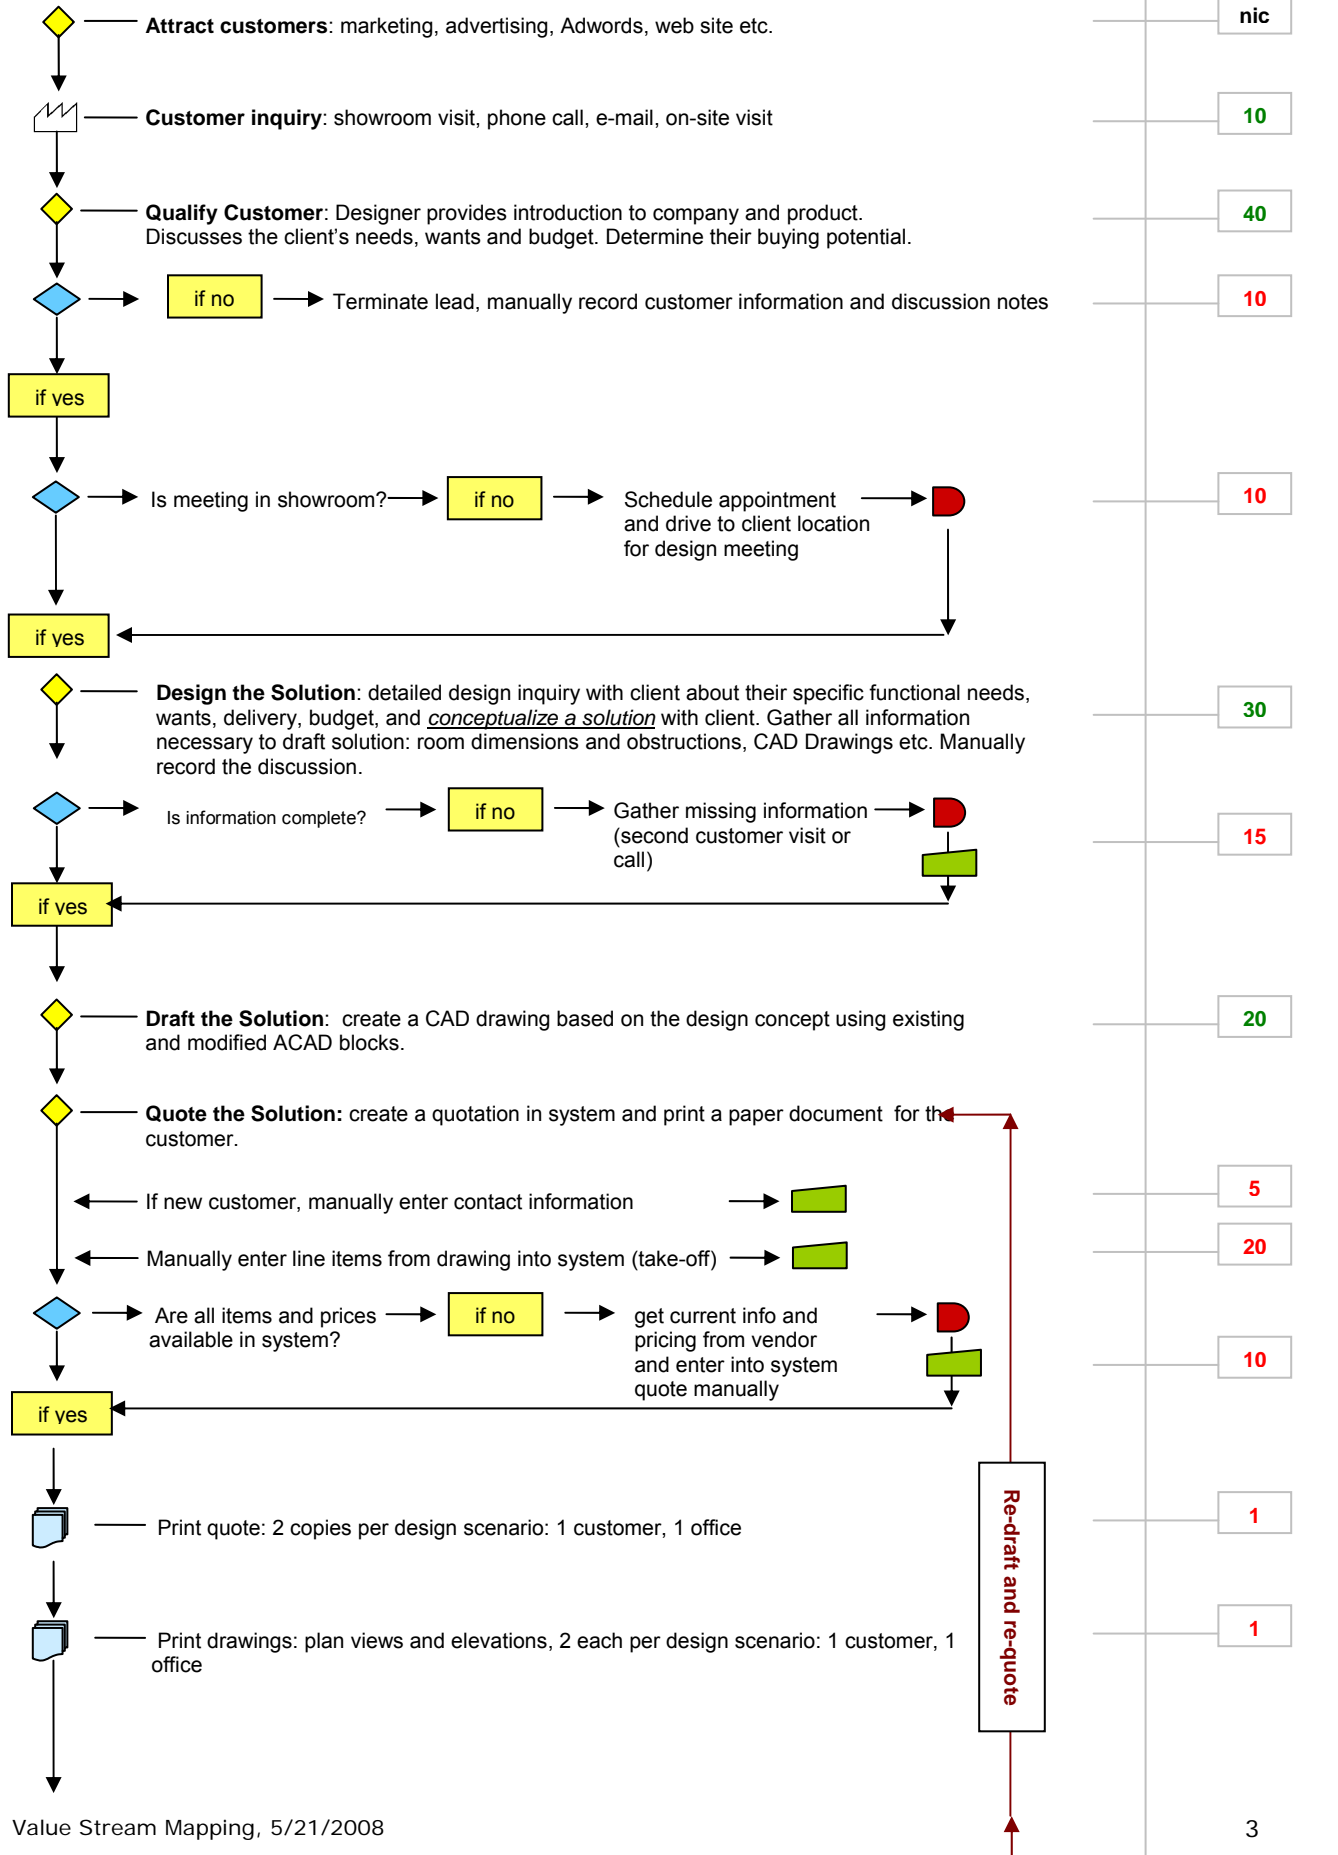 Attract customers: marketing, advertising, Adwords, web site etc.
nic
Customer inquiry: showroom visit, phone call, e-mail, on-site visit
10
Qualify Customer: Designer provides introduction to company and product.
Discusses the client's needs, wants and budget. Determine their buying potential.
40
if no
Terminate lead, manually record customer information and discussion notes
10
if yes
Is meeting in showroom?
if no
Schedule appointment
and drive to client location
for design meeting
10
if yes
Design the Solution: detailed design inquiry with client about their specific functional needs,
wants, delivery, budget, and conceptualize a solution with client. Gather all information
necessary to draft solution: room dimensions and obstructions, CAD Drawings etc. Manually
record the discussion.
30
Is information complete?
if no
Gather missing information
(second customer visit or
call)
15
if yes
Draft the Solution:  create a CAD drawing based on the design concept using existing
and modified ACAD blocks.
20
Quote the Solution: create a quotation in system and print a paper document  for the
customer.
If new customer, manually enter contact information
5
Manually enter line items from drawing into system (take-off)
20
Are all items and prices
available in system?
if no
get current info and
pricing from vendor
and enter into system
quote manually
10
if yes
Print quote: 2 copies per design scenario: 1 customer, 1 office
1
Re-draft and re-quote
Print drawings: plan views and elevations, 2 each per design scenario: 1 customer, 1
office
1
Value Stream Mapping, 5/21/2008
3